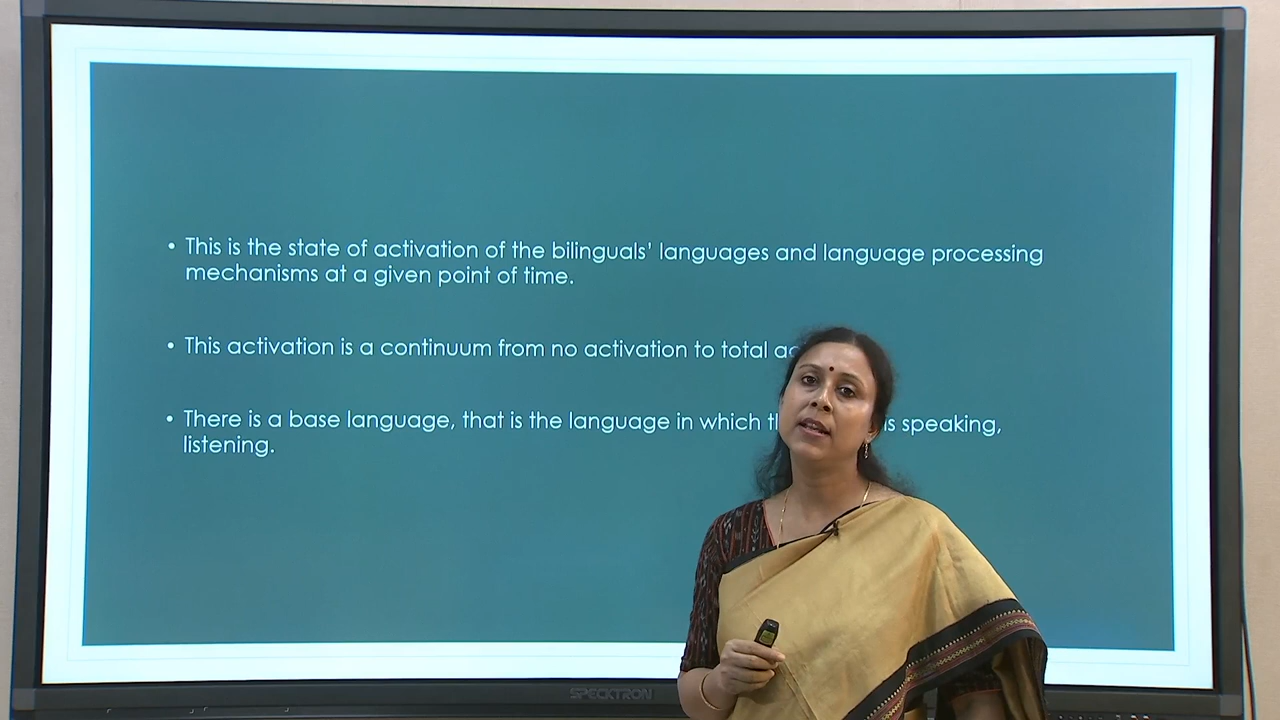 • This is the state of activation of the bilinguals' languages and language processing
mechanisms at a given point of time.
• This activation is a continuum from no activation to total
• There is a base language, that is the language in which is speaking,
listening.
SPECKTRON